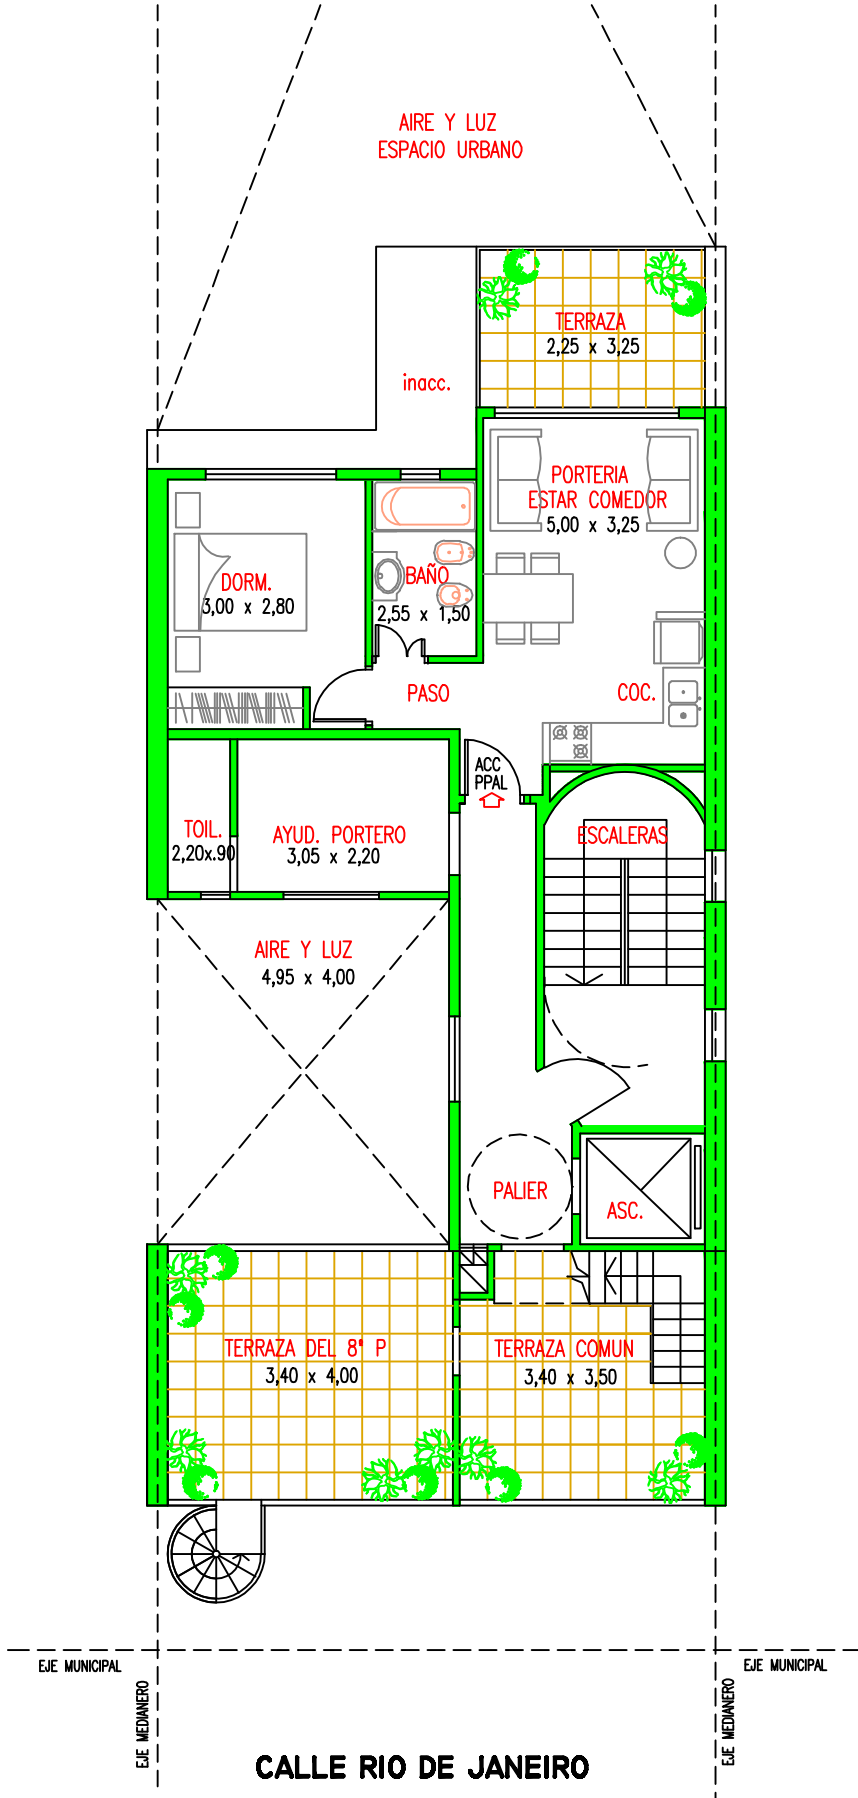 AIRE Y LUZ
ESPACIO URBANO
TERRAZA
2,25 x 3,25
inacc.
PORTERIA
ESTAR COMEDOR
5,00 x 3,25
DORM.
3,00 x 2,80
BAÑO
2,55 x 1,50
PASO
COC.
ACC
PPAL
TOIL.
2,20x.90
AYUD. PORTERO
3,05 x 2,20
ESCALERAS
AIRE Y LUZ
4,95 x 4,00
PALIER
ASC.
TERRAZA DEL 8° P
3,40 x 4,00
TERRAZA COMUN
3,40 x 3,50
EJE MUNICIPAL
EJE MUNICIPAL
EJE MEDIANERO
EJE MEDIANERO
CALLE RIO DE JANEIRO